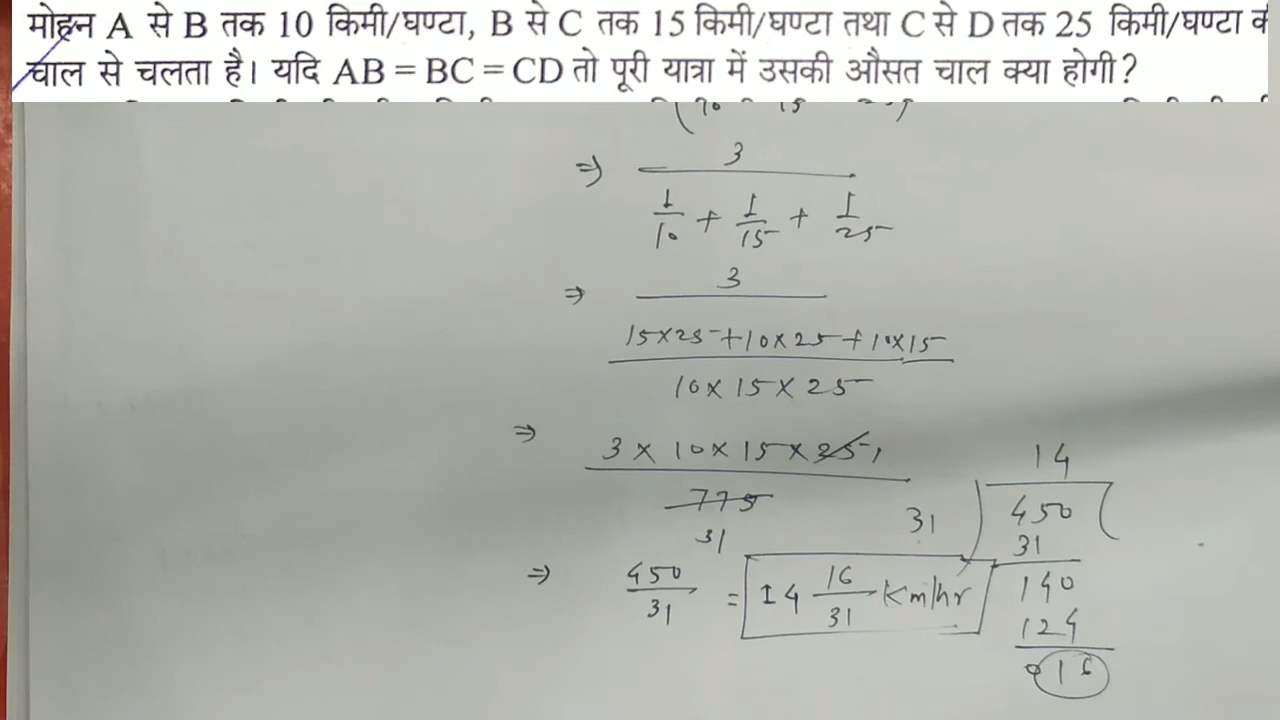 मोहन A से B तक 10 किमी/घण्टा, B से C तक 15 किमी/घण्टा तथा C से D तक 25 किमी/घण्टा
चाल से चलता है। यदि AB = BC = CD तो पूरी यात्रा में उसकी औसत चाल क्या होगी?
⇒ 3
1/10 + 1/15 + 1/25
⇒ 3
15×25+10×25+10×15
10×15×25
⇒ 3×10×15×25 1
775
31
⇒ 450/31 = 14 16/31 Km/hr
14
31 ) 450 (
31
140
124
016